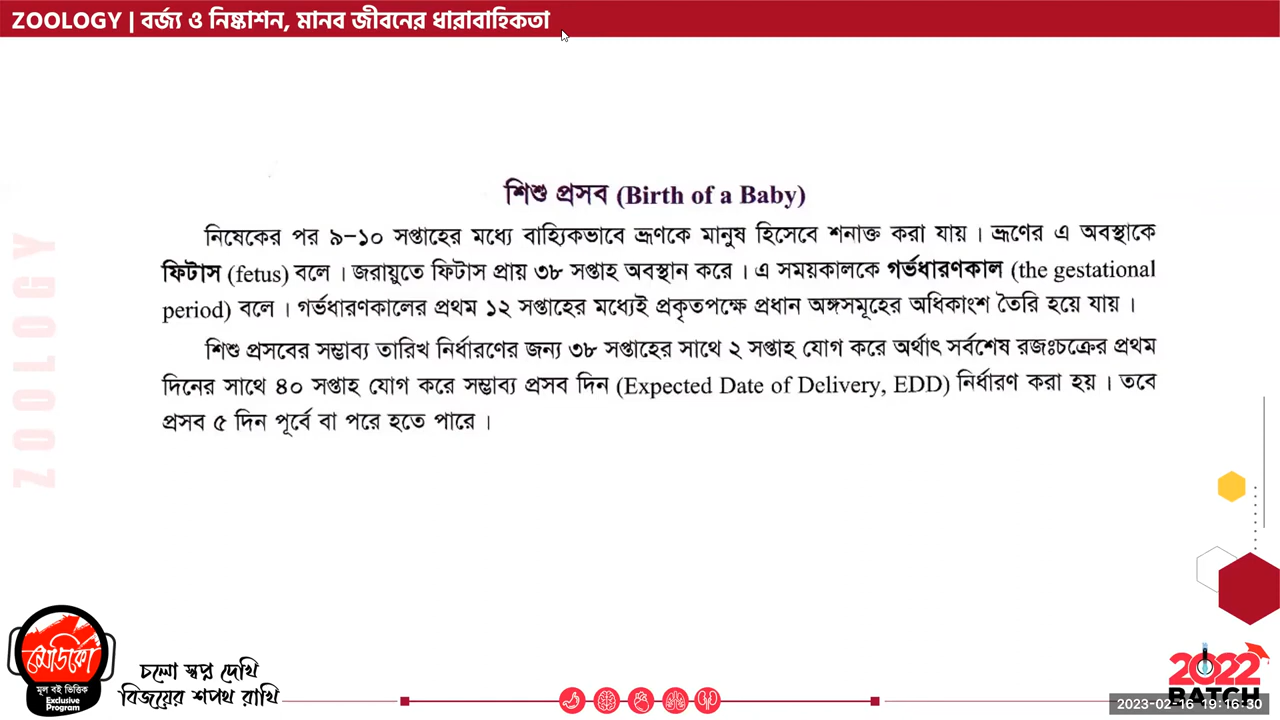 ZOOLOGY | বর্জ্য ও নিষ্কাশন, মানব জীবনের ধারাবাহিকতা
শিশু প্রসব (Birth of a Baby)
নিষেকের পর ৯–১০ সপ্তাহের মধ্যে বাহ্যিকভাবে ভ্রূণকে মানুষ হিসেবে শনাক্ত করা যায়। ভ্রূণের এ অবস্থাকে
ফিটাস (fetus) বলে। জরায়ুতে ফিটাস প্রায় ৩৮ সপ্তাহ অবস্থান করে। এ সময়কালকে গর্ভধারণকাল (the gestational
period) বলে। গর্ভধারণকালের প্রথম ১২ সপ্তাহের মধ্যেই প্রকৃতপক্ষে প্রধান অঙ্গসমূহের অধিকাংশ তৈরি হয়ে যায়।
শিশু প্রসবের সম্ভাব্য তারিখ নির্ধারণের জন্য ৩৮ সপ্তাহের সাথে ২ সপ্তাহ যোগ করে অর্থাৎ সর্বশেষ রজঃচক্রের প্রথম
দিনের সাথে ৪০ সপ্তাহ যোগ করে সম্ভাব্য প্রসব দিন (Expected Date of Delivery, EDD) নির্ধারণ করা হয়। তবে
প্রসব ৫ দিন পূর্বে বা পরে হতে পারে।
ZOOLOGY
মেডিকো
মূল বই ভিত্তিক
Exclusive
Program
চলো স্বপ্ন দেখি
বিজয়ের শপথ রাখি
2022
BATCH
2023-02-16 19:16:30